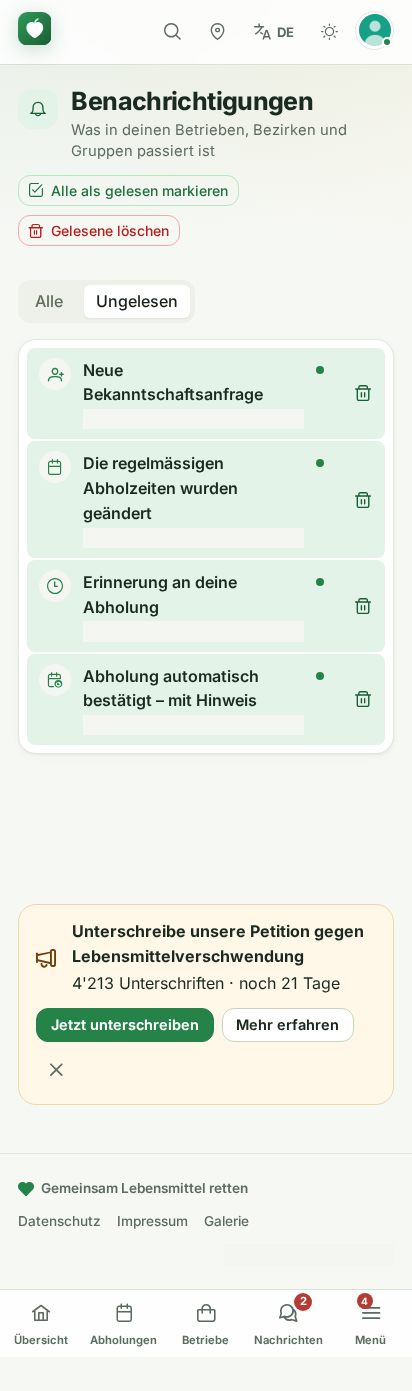 DE
Benachrichtigungen
Was in deinen Betrieben, Bezirken und
Gruppen passiert ist
Alle als gelesen markieren
Gelesene löschen
Alle
Ungelesen
Neue
Bekanntschaftsanfrage
Die regelmässigen
Abholzeiten wurden
geändert
Erinnerung an deine
Abholung
Abholung automatisch
bestätigt – mit Hinweis
Unterschreibe unsere Petition gegen
Lebensmittelverschwendung
4'213 Unterschriften · noch 21 Tage
Jetzt unterschreiben
Mehr erfahren
Gemeinsam Lebensmittel retten
Datenschutz Impressum Galerie
2
4
Übersicht Abholungen Betriebe Nachrichten Menü